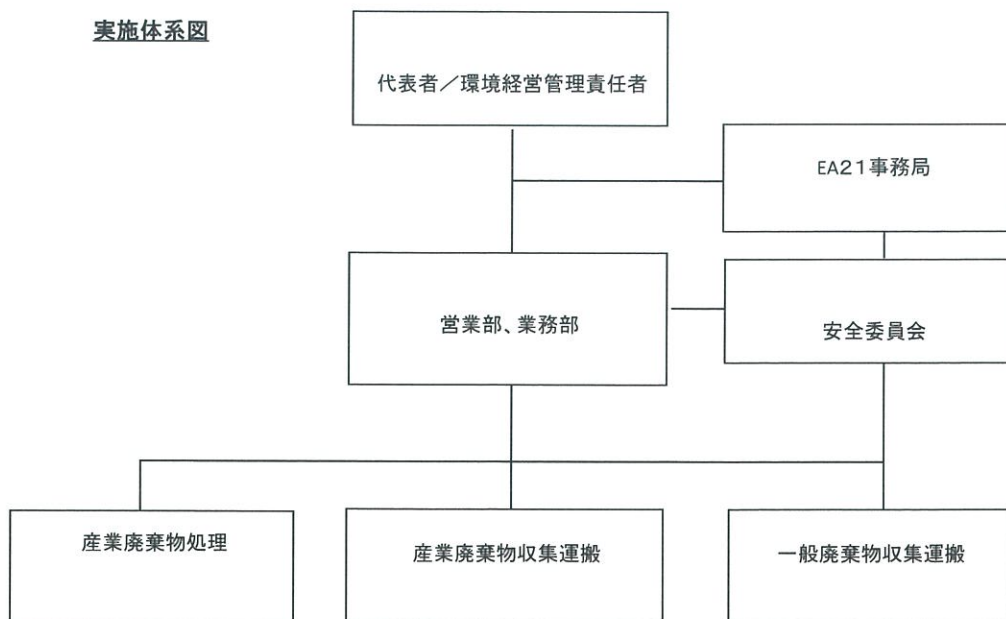 実施体系図
代表者／環境経営管理責任者
EA21事務局
営業部、業務部
安全委員会
産業廃棄物処理
産業廃棄物収集運搬
一般廃棄物収集運搬